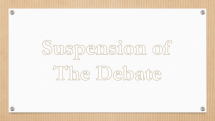 Suspension of
The Debate